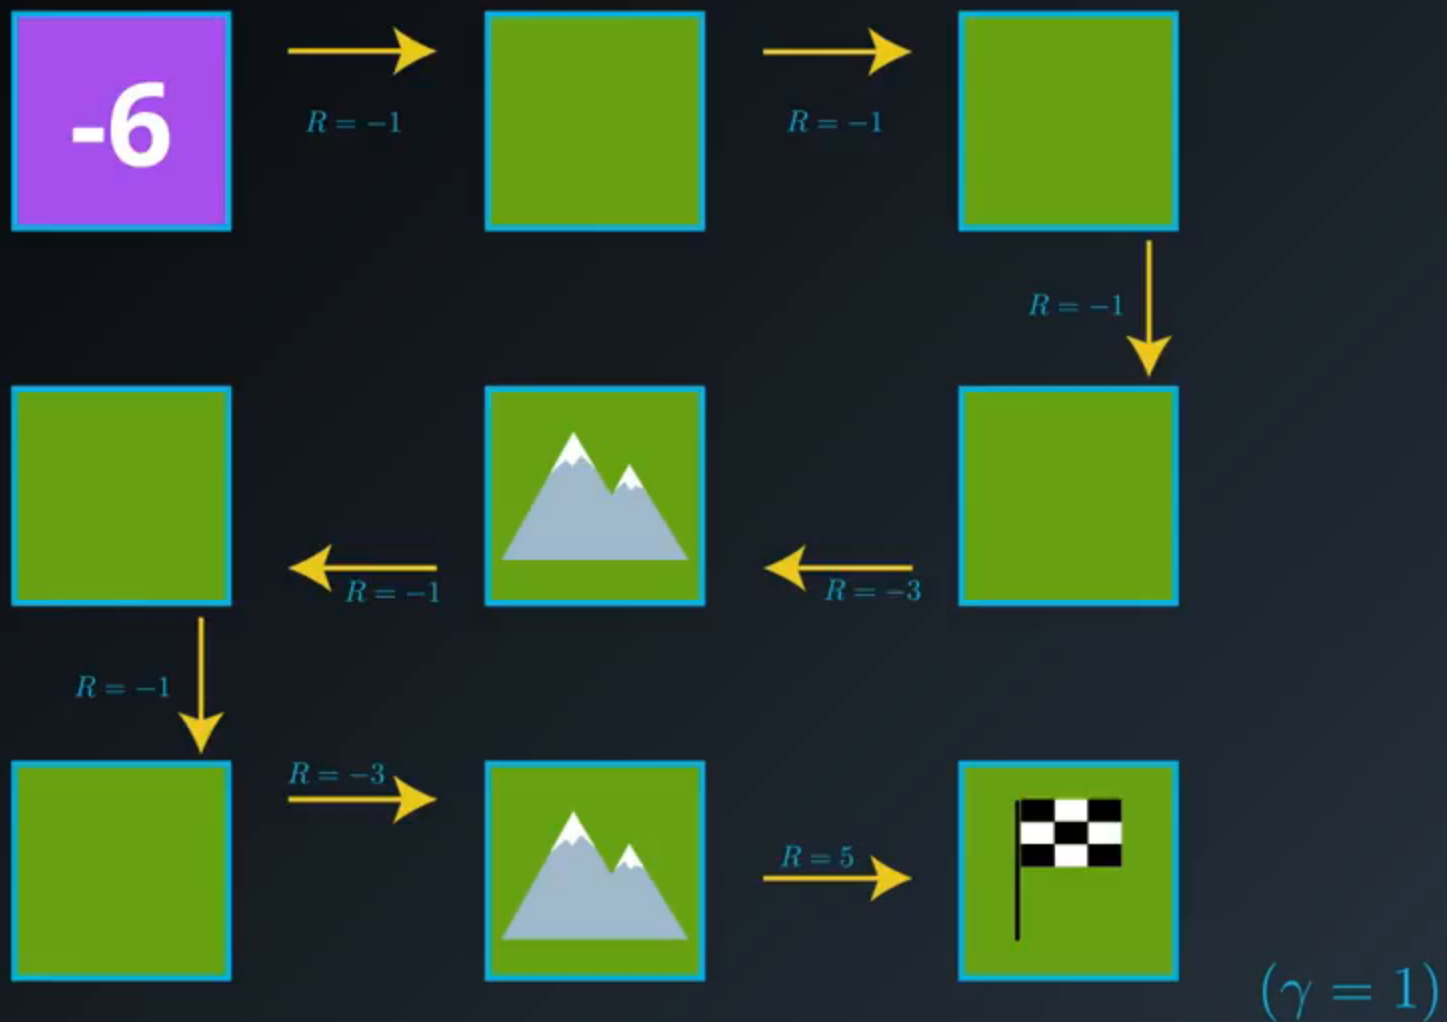 -6
R = −1
R = −1
R = −1
R = −1
R = −3
R = −1
R = −3
R = 5
(γ = 1)